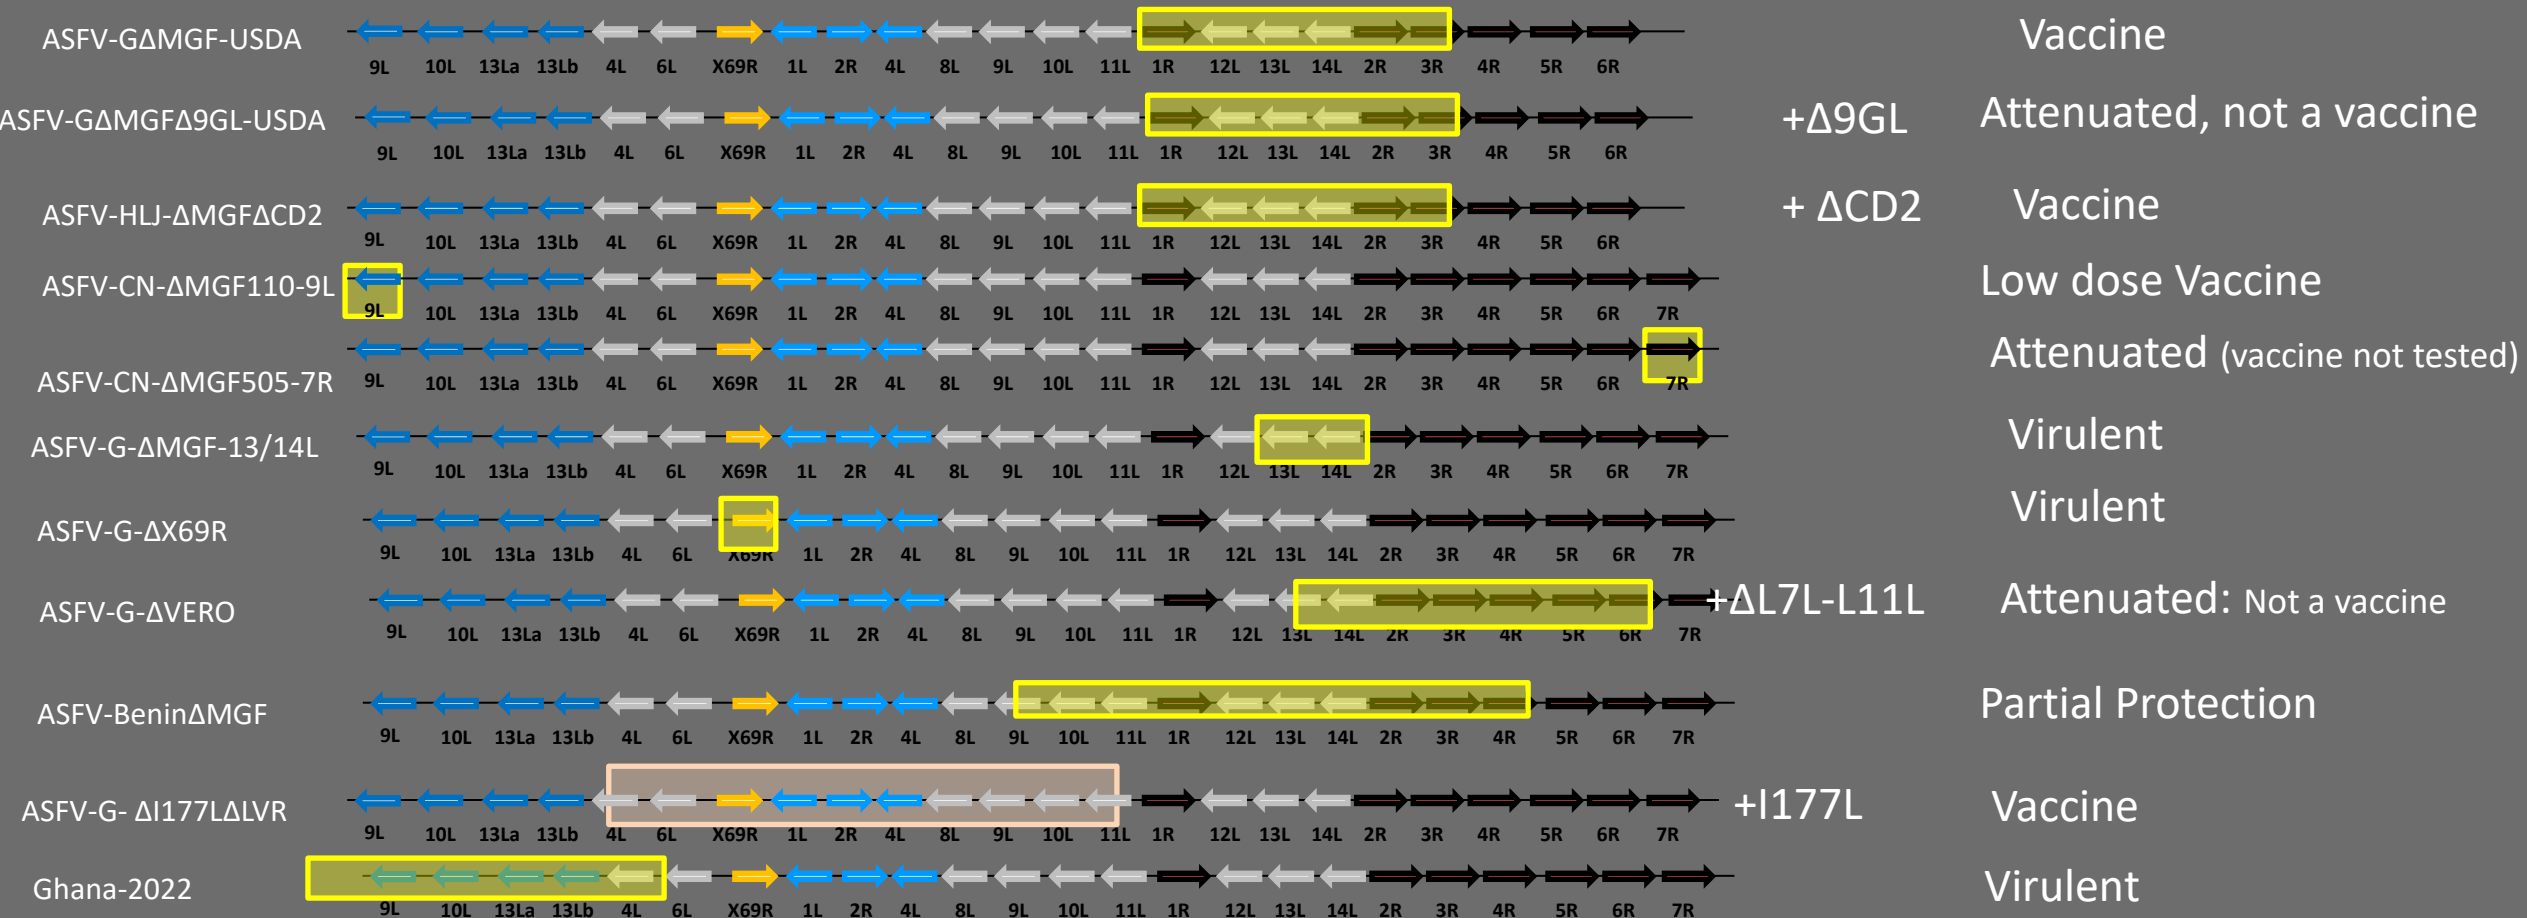 ASFV-GΔMGF-USDA Vaccine
9L 10L 13La 13Lb 4L 6L X69R 1L 2R 4L 8L 9L 10L 11L 1R 12L 13L 14L 2R 3R 4R 5R 6R
ASFV-GΔMGFΔ9GL-USDA +Δ9GL Attenuated, not a vaccine
9L 10L 13La 13Lb 4L 6L X69R 1L 2R 4L 8L 9L 10L 11L 1R 12L 13L 14L 2R 3R 4R 5R 6R
ASFV-HLJ-ΔMGFΔCD2 + ΔCD2 Vaccine
9L 10L 13La 13Lb 4L 6L X69R 1L 2R 4L 8L 9L 10L 11L 1R 12L 13L 14L 2R 3R 4R 5R 6R
ASFV-CN-ΔMGF110-9L Low dose Vaccine
9L 10L 13La 13Lb 4L 6L X69R 1L 2R 4L 8L 9L 10L 11L 1R 12L 13L 14L 2R 3R 4R 5R 6R 7R
ASFV-CN-ΔMGF505-7R Attenuated (vaccine not tested)
9L 10L 13La 13Lb 4L 6L X69R 1L 2R 4L 8L 9L 10L 11L 1R 12L 13L 14L 2R 3R 4R 5R 6R 7R
ASFV-G-ΔMGF-13/14L Virulent
9L 10L 13La 13Lb 4L 6L X69R 1L 2R 4L 8L 9L 10L 11L 1R 12L 13L 14L 2R 3R 4R 5R 6R 7R
ASFV-G-ΔX69R Virulent
9L 10L 13La 13Lb 4L 6L X69R 1L 2R 4L 8L 9L 10L 11L 1R 12L 13L 14L 2R 3R 4R 5R 6R 7R
ASFV-G-ΔVERO +ΔL7L-L11L Attenuated: Not a vaccine
9L 10L 13La 13Lb 4L 6L X69R 1L 2R 4L 8L 9L 10L 11L 1R 12L 13L 14L 2R 3R 4R 5R 6R 7R
ASFV-BeninΔMGF Partial Protection
9L 10L 13La 13Lb 4L 6L X69R 1L 2R 4L 8L 9L 10L 11L 1R 12L 13L 14L 2R 3R 4R 5R 6R 7R
ASFV-G- ΔI177LΔLVR +I177L Vaccine
9L 10L 13La 13Lb 4L 6L X69R 1L 2R 4L 8L 9L 10L 11L 1R 12L 13L 14L 2R 3R 4R 5R 6R 7R
Ghana-2022 Virulent
9L 10L 13La 13Lb 4L 6L X69R 1L 2R 4L 8L 9L 10L 11L 1R 12L 13L 14L 2R 3R 4R 5R 6R 7R